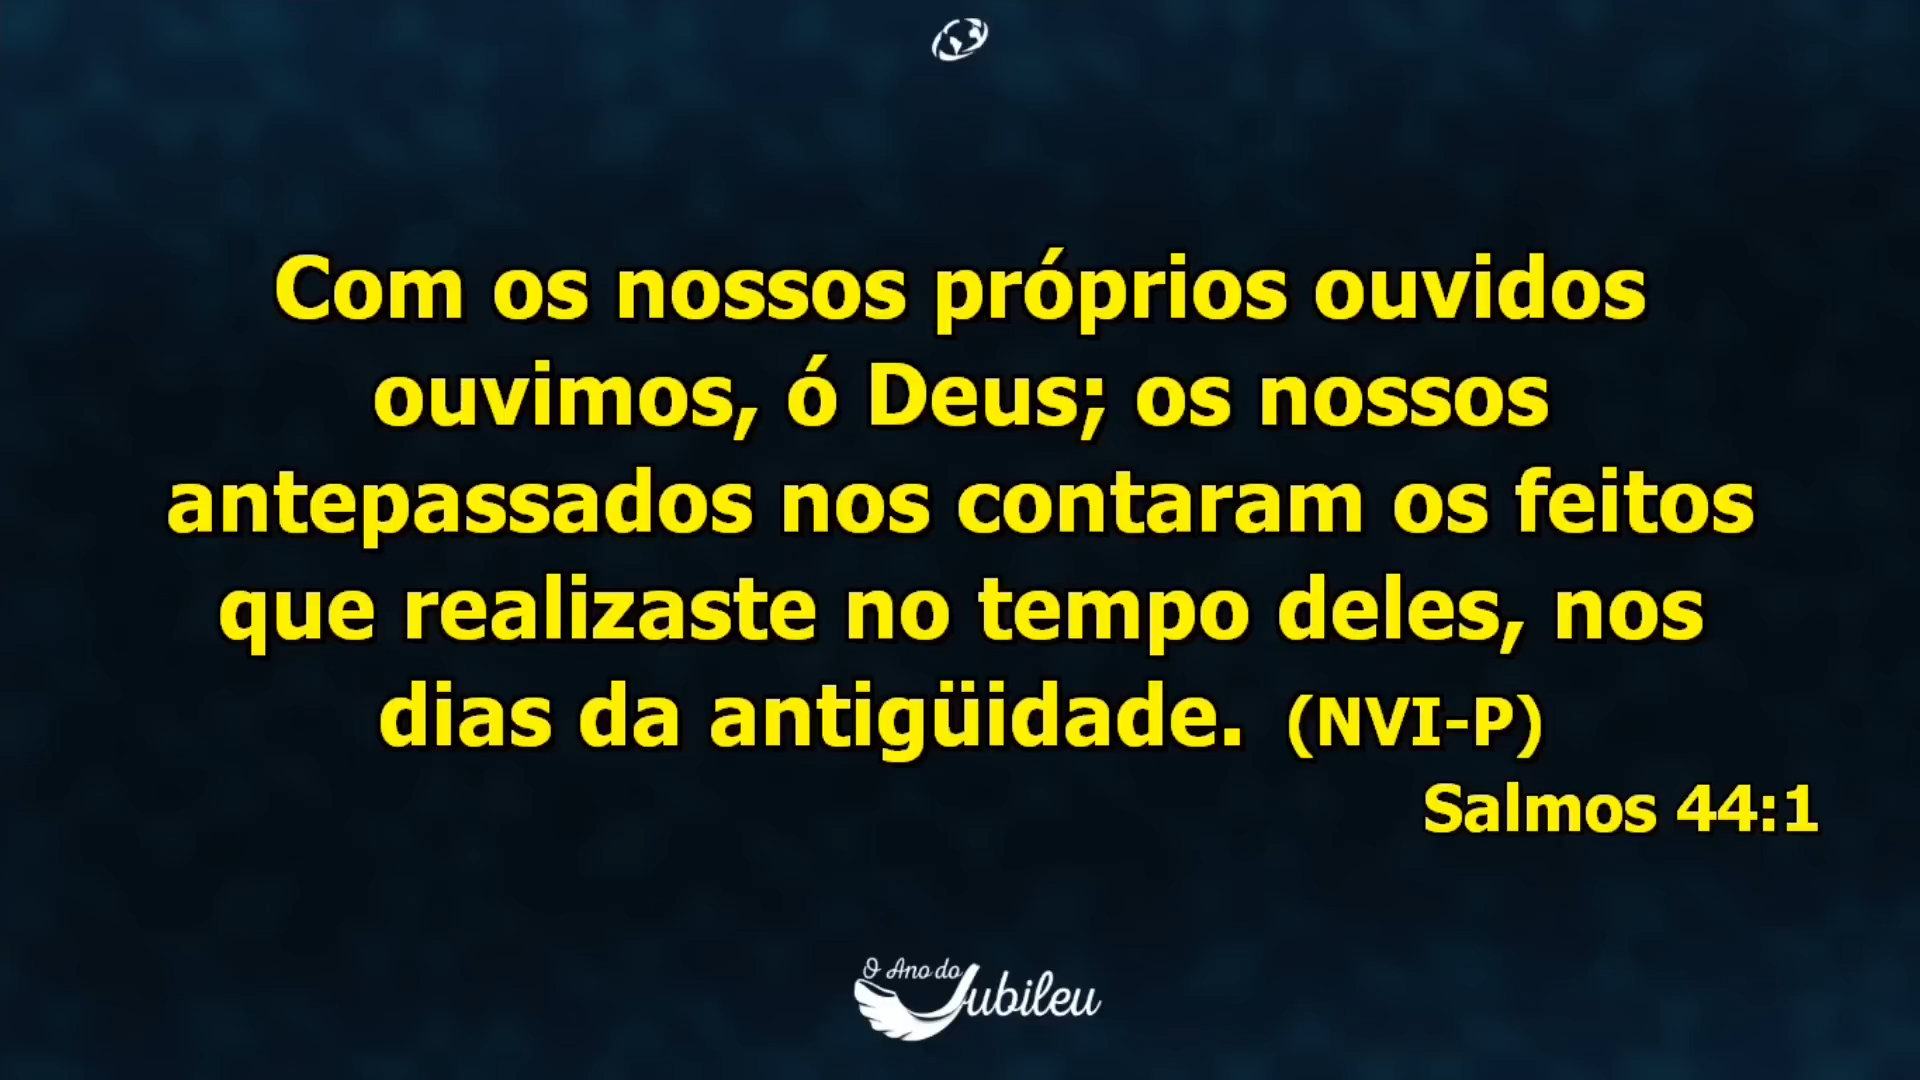 Com os nossos próprios ouvidos
ouvimos, ó Deus; os nossos
antepassados nos contaram os feitos
que realizaste no tempo deles, nos
dias da antigüidade. (NVI-P)
Salmos 44:1
O Ano do
Jubileu